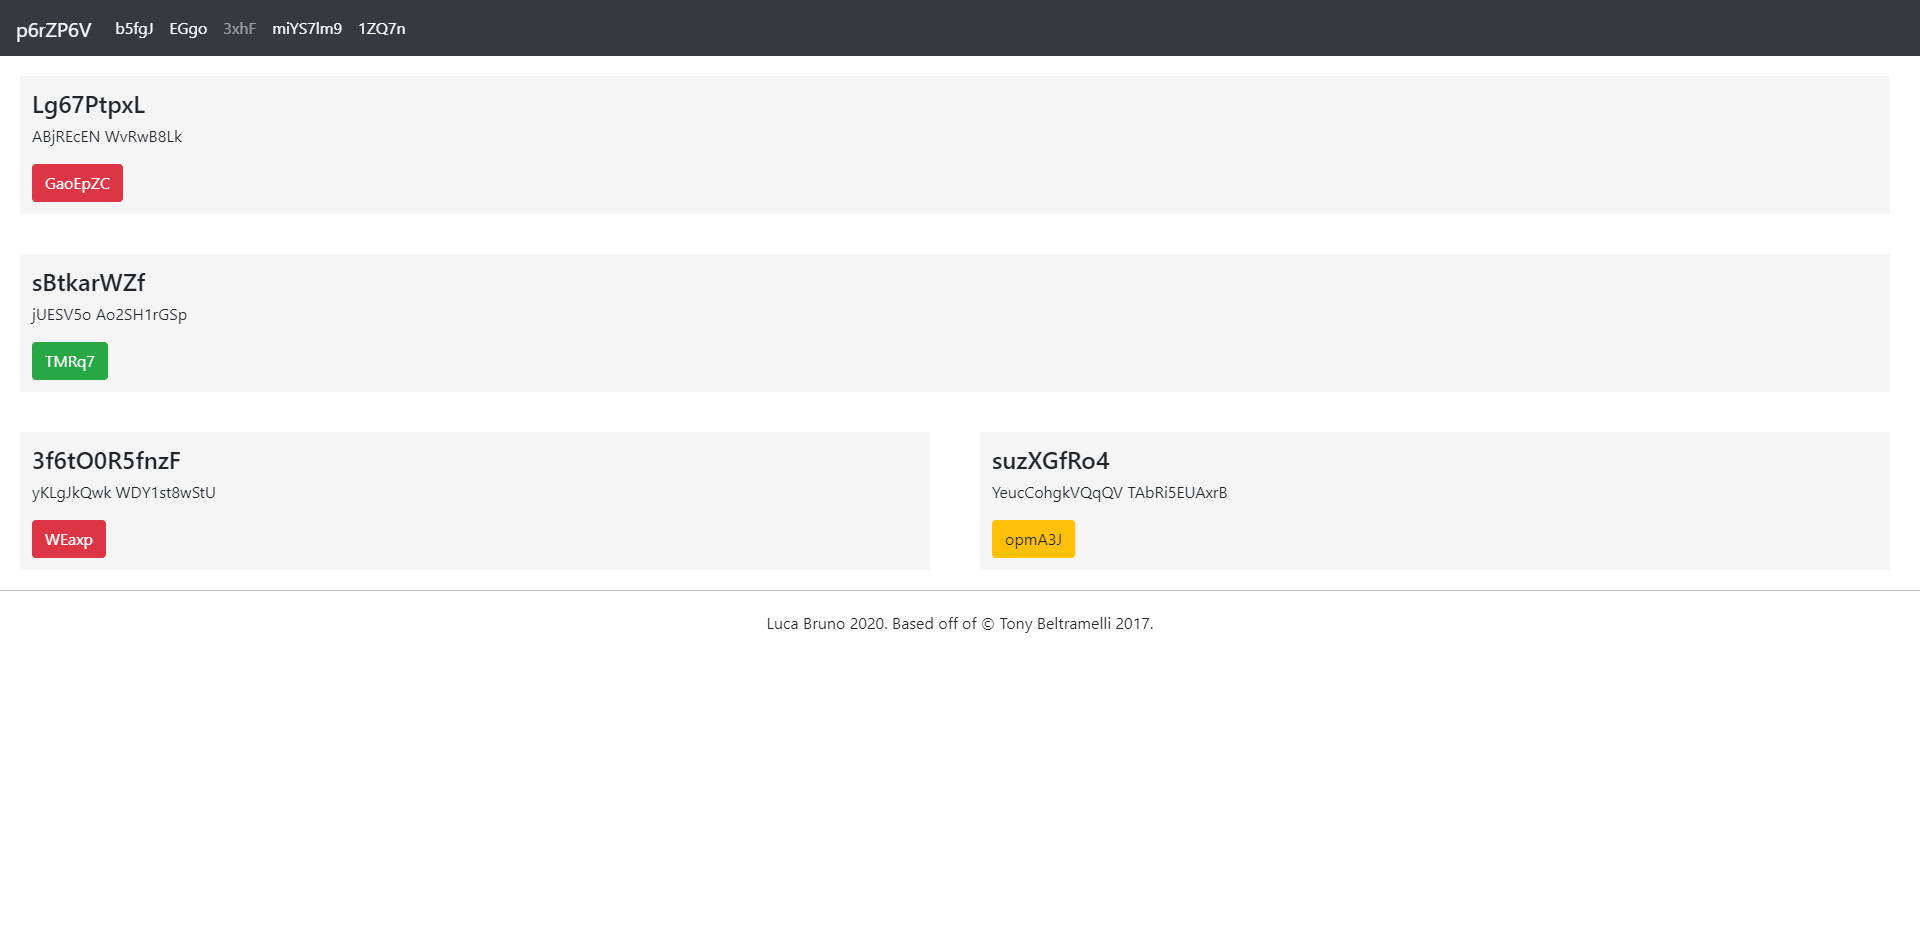 p6rZP6V b5fgJ EGgo 3xhF miYS7lm9 1ZQ7n
Lg67PtpxL
ABjREcEN WvRwB8Lk
GaoEpZC
sBtkarWZf
jUESV5o Ao2SH1rGSp
TMRq7
3f6tO0R5fnzF
yKLgJkQwk WDY1st8wStU
WEaxp
suzXGfRo4
YeucCohgkVQqQV TAbRi5EUAxrB
opmA3J
Luca Bruno 2020. Based off of © Tony Beltramelli 2017.